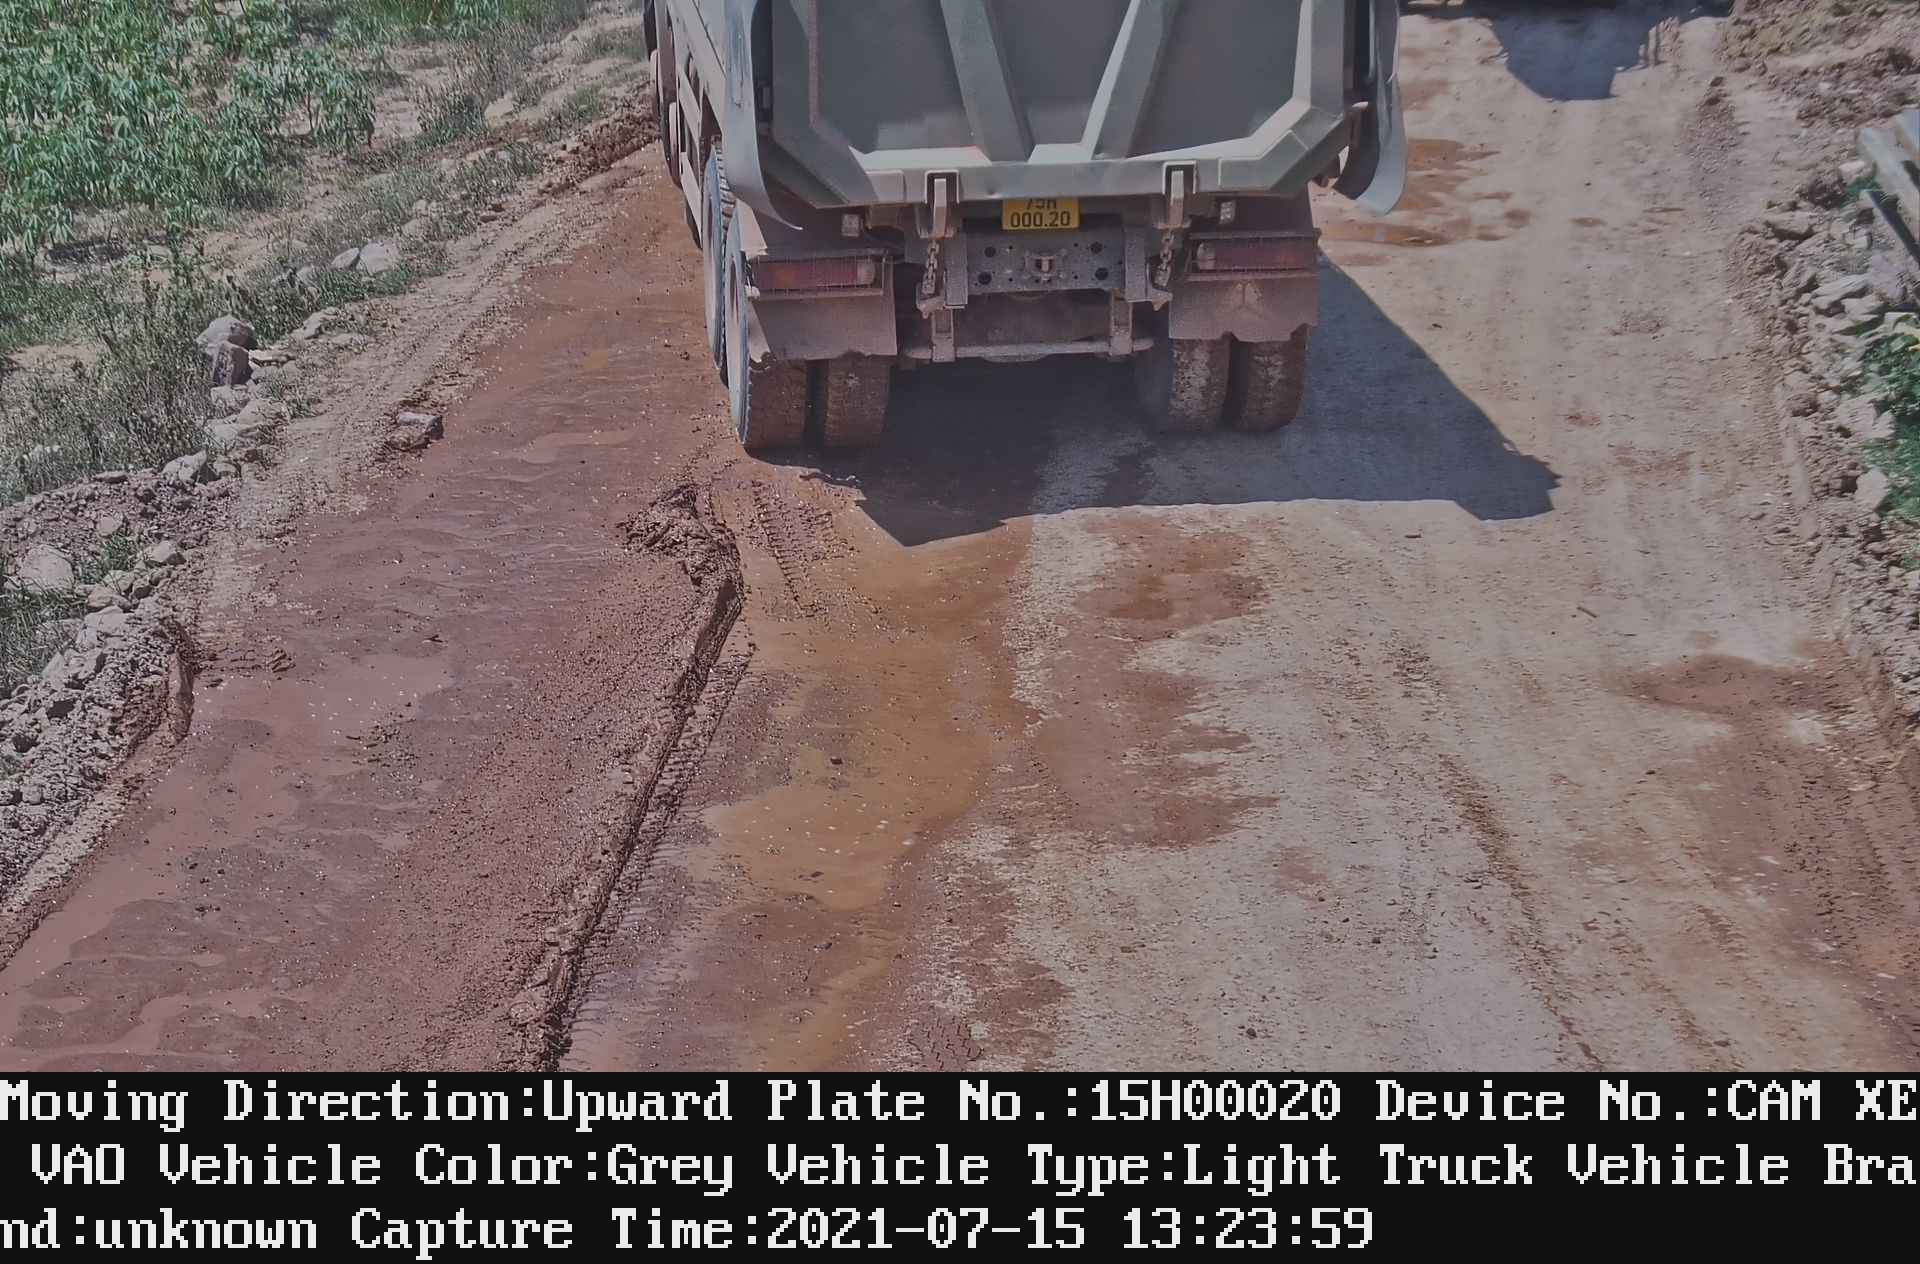 000.20
Moving Direction:Upward Plate No.:15H00020 Device No.:CAM XE
VAO Vehicle Color:Grey Vehicle Type:Light Truck Vehicle Bra
nd:unknown Capture Time:2021-07-15 13:23:59